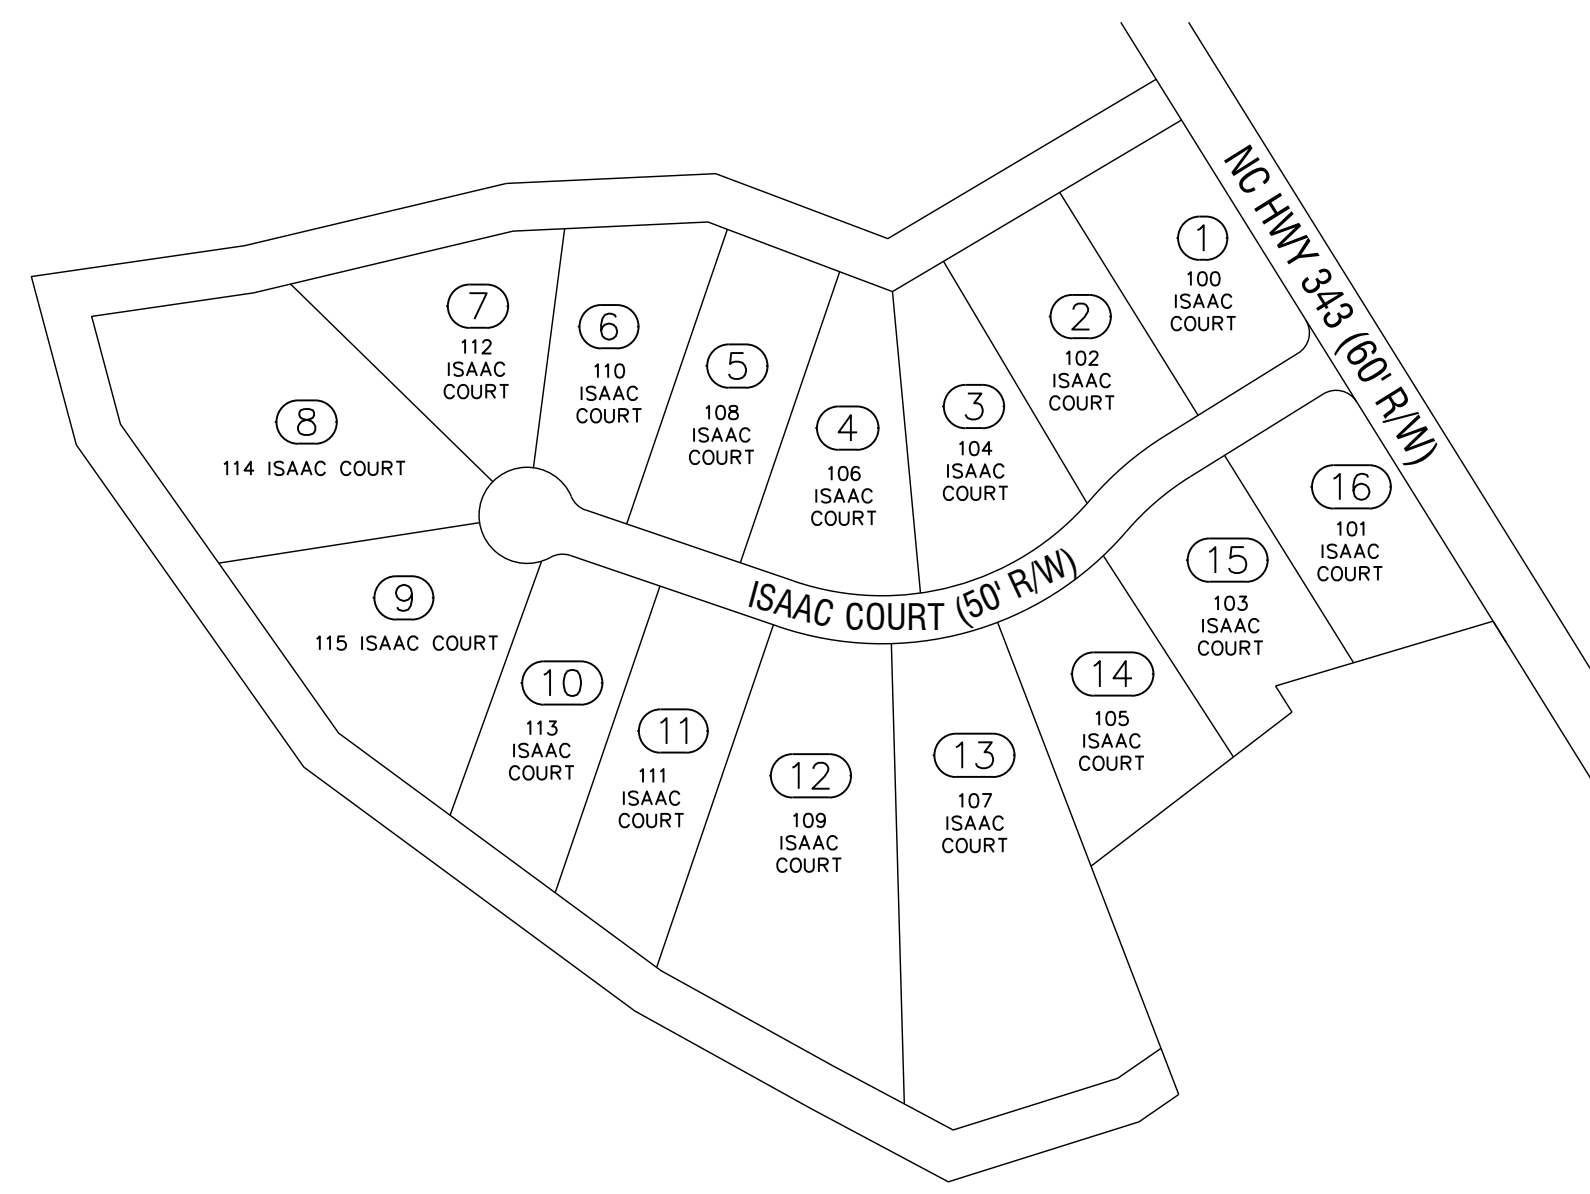 NC HWY 343 (60' R/W)
1
100
ISAAC
COURT
2
102
ISAAC
COURT
3
104
ISAAC
COURT
4
106
ISAAC
COURT
5
108
ISAAC
COURT
6
110
ISAAC
COURT
7
112
ISAAC
COURT
8
114 ISAAC COURT
9
115 ISAAC COURT
10
113
ISAAC
COURT
11
111
ISAAC
COURT
12
109
ISAAC
COURT
13
107
ISAAC
COURT
14
105
ISAAC
COURT
15
103
ISAAC
COURT
16
101
ISAAC
COURT
ISAAC COURT (50' R/W)